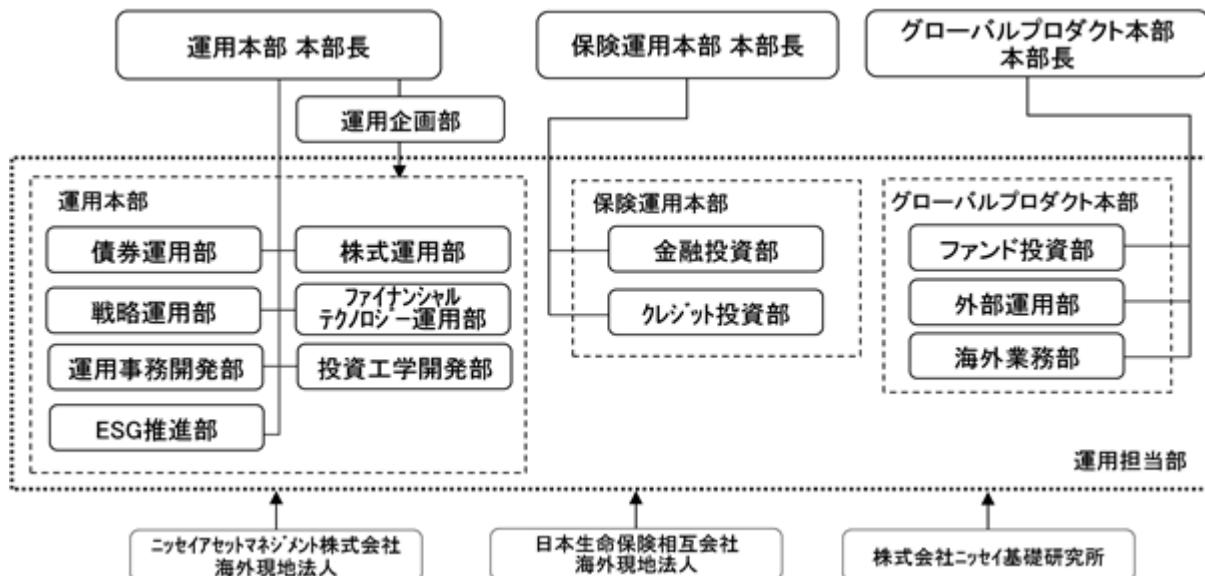 運用本部 本部長
保険運用本部 本部長
グローバルプロダクト本部
本部長
運用企画部
運用本部
債券運用部
株式運用部
戦略運用部
ファイナンシャル
テクノロジー運用部
運用事務開発部
投資工学開発部
ESG推進部
保険運用本部
金融投資部
クレジット投資部
グローバルプロダクト本部
ファンド投資部
外部運用部
海外業務部
運用担当部
ニッセイアセットマネジメント株式会社
海外現地法人
日本生命保険相互会社
海外現地法人
株式会社ニッセイ基礎研究所